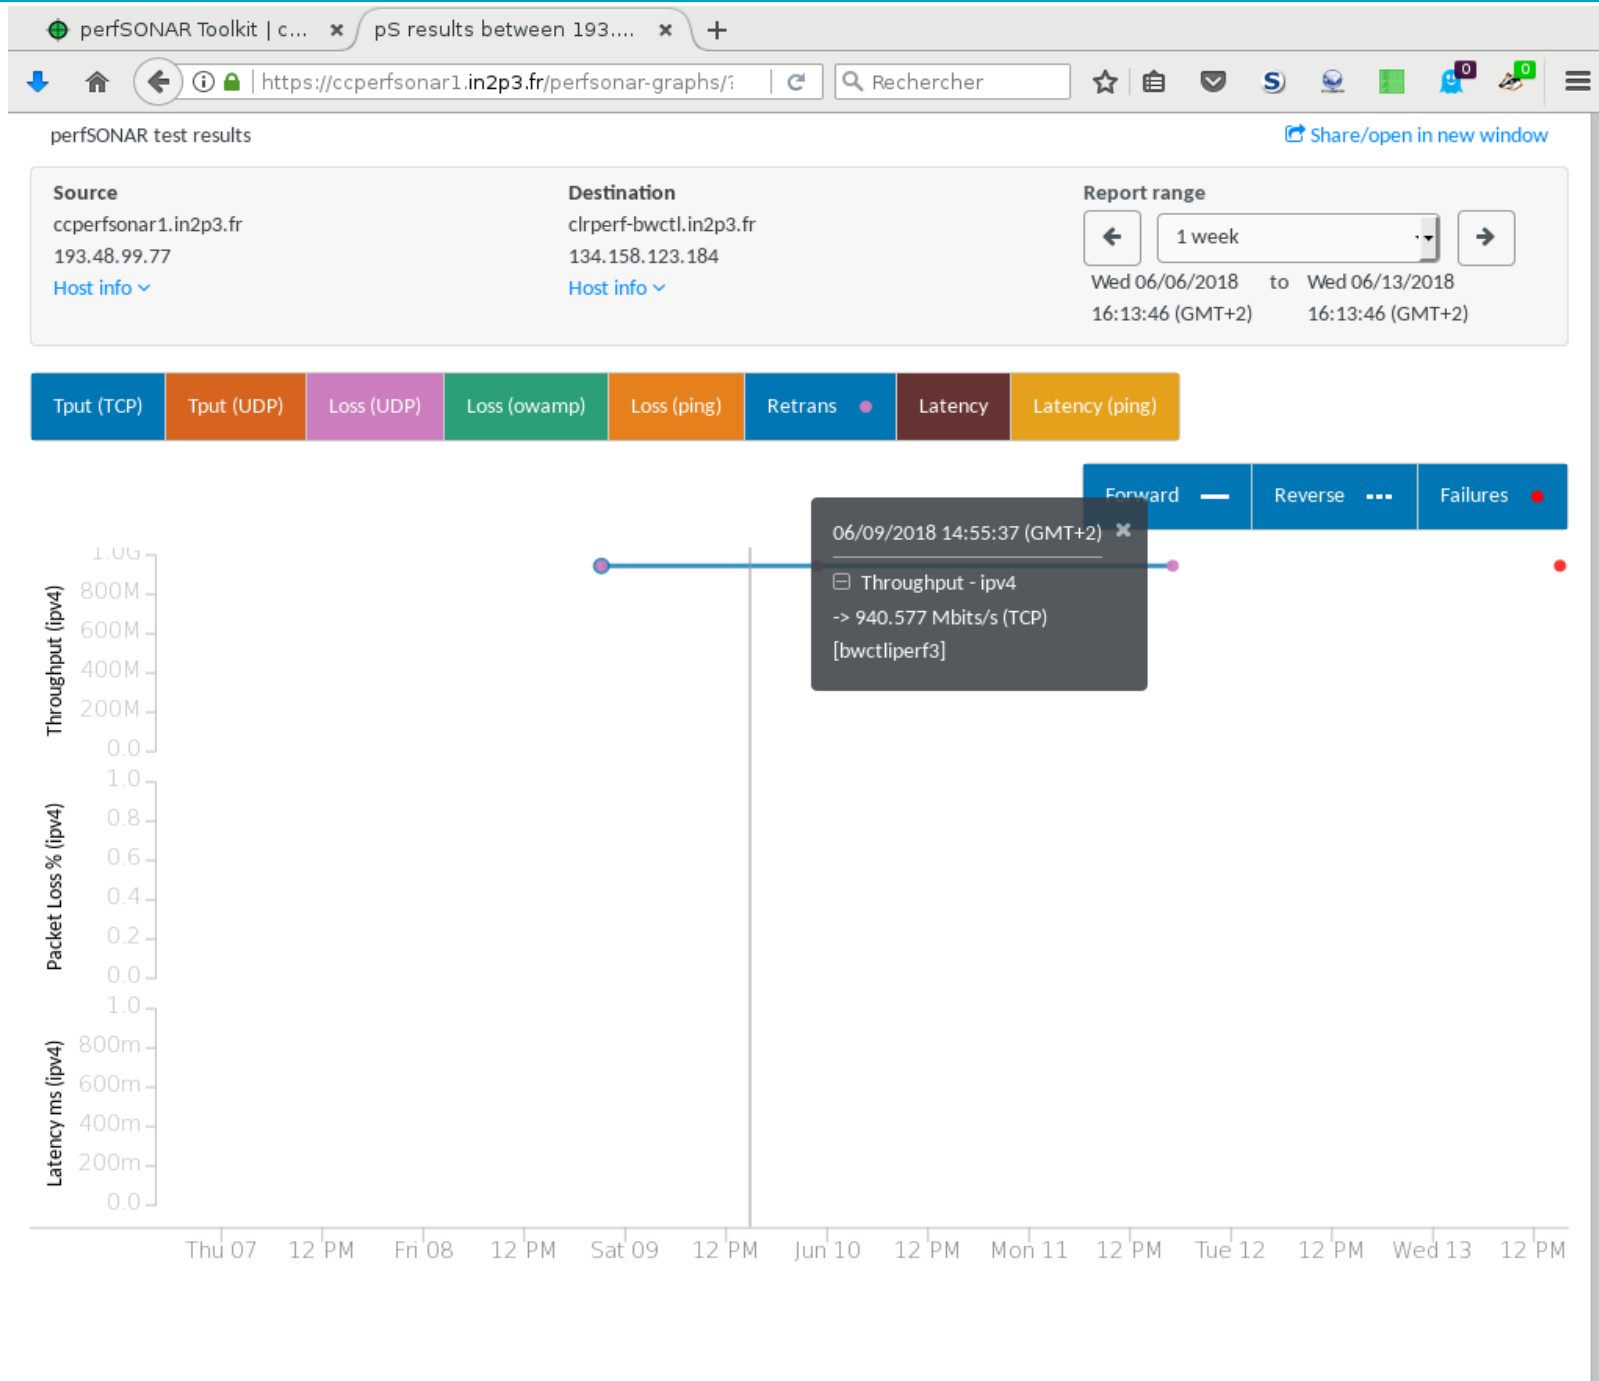 perfSONAR Toolkit | c... × pS results between 193.... × +
https://ccperfsonar1.in2p3.fr/perfsonar-graphs/? Rechercher S 0 0
perfSONAR test results Share/open in new window
Source Destination Report range
ccperfsonar1.in2p3.fr clrperf-bwctl.in2p3.fr 1 week
193.48.99.77 134.158.123.184
Host info Host info
Wed 06/06/2018 to Wed 06/13/2018
16:13:46 (GMT+2) 16:13:46 (GMT+2)
Tput (TCP) Tput (UDP) Loss (UDP) Loss (owamp) Loss (ping) Retrans Latency Latency (ping)
Forward Reverse Failures
06/09/2018 14:55:37 (GMT+2) ×
Throughput - ipv4
-> 940.577 Mbits/s (TCP)
[bwctliperf3]
Throughput (ipv4)
1.0G
800M
600M
400M
200M
0.0
Packet Loss % (ipv4)
1.0
0.8
0.6
0.4
0.2
0.0
Latency ms (ipv4)
1.0
800m
600m
400m
200m
0.0
Thu 07 12 PM Fri 08 12 PM Sat 09 12 PM Jun 10 12 PM Mon 11 12 PM Tue 12 12 PM Wed 13 12 PM